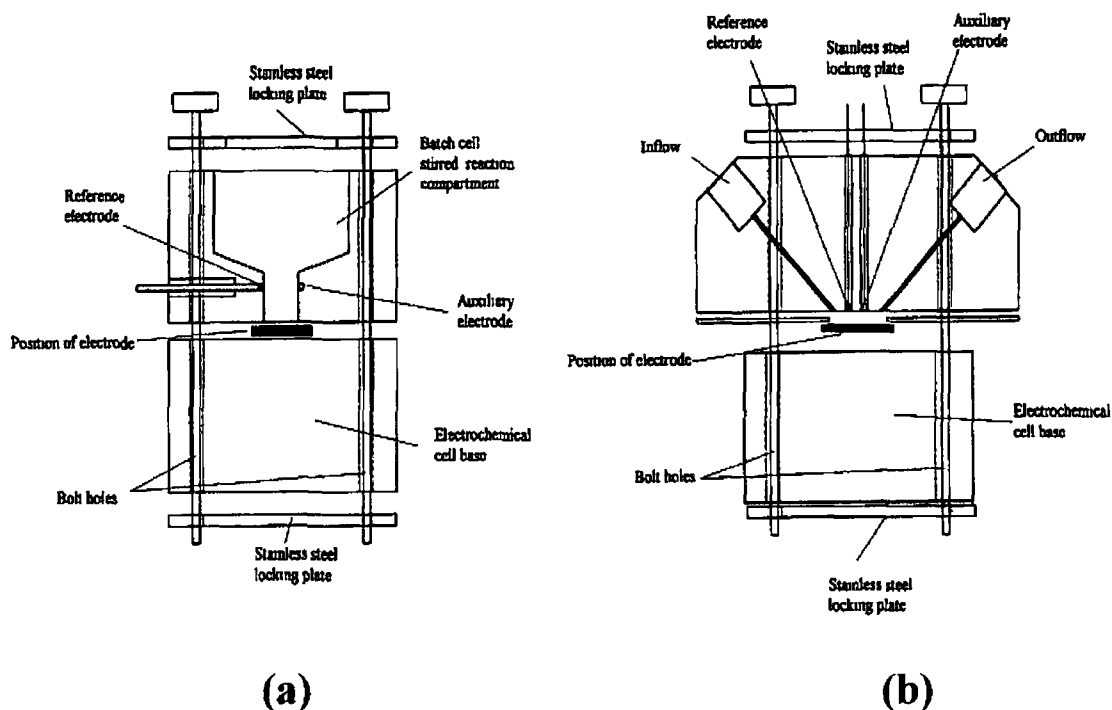 Stainless steel
locking plate
Batch cell
stirred reaction
compartment
Reference
electrode
Auxiliary
electrode
Position of electrode
Electrochemical
cell base
Bolt holes
Stainless steel
locking plate
(a)
Reference
electrode
Auxiliary
electrode
Stainless steel
locking plate
Inflow
Outflow
Position of electrode
Electrochemical
cell base
Bolt holes
Stainless steel
locking plate
(b)